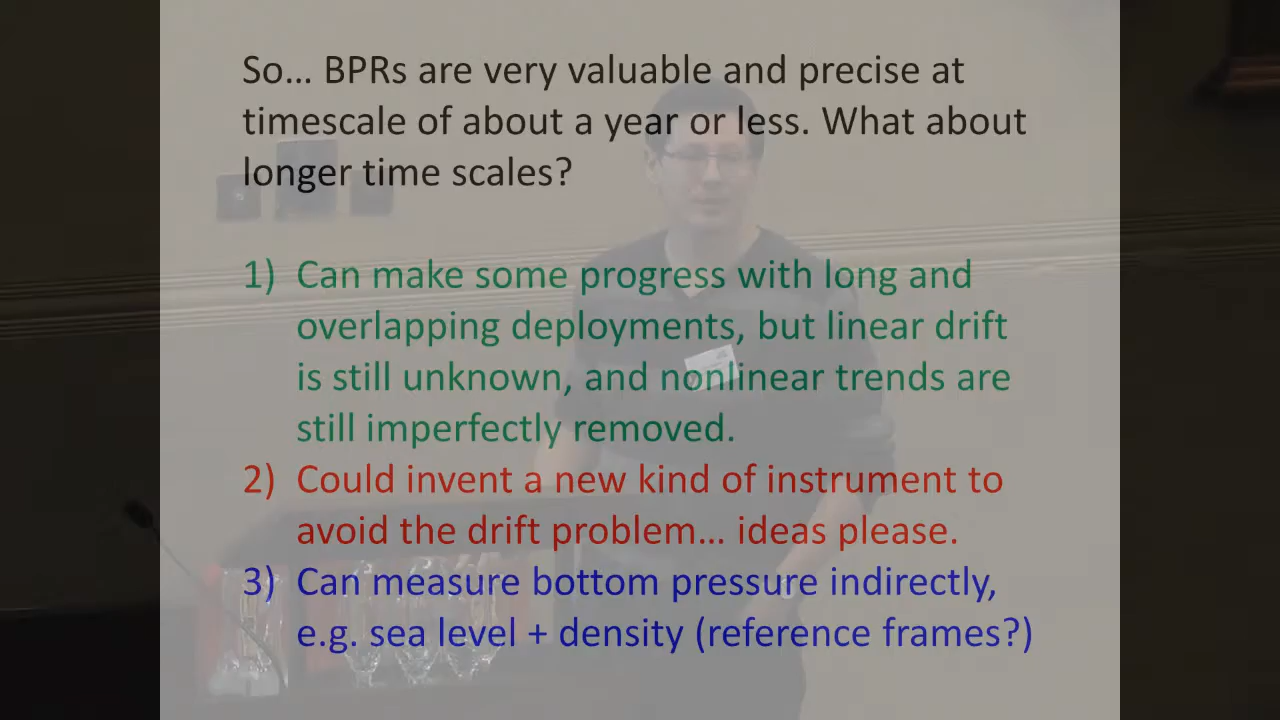 So… BPRs are very valuable and precise at
timescale of about a year or less. What about
longer time scales?
1) Can make some progress with long and
overlapping deployments, but linear drift
is still unknown, and nonlinear trends are
still imperfectly removed.
2) Could invent a new kind of instrument to
avoid the drift problem… ideas please.
3) Can measure bottom pressure indirectly,
e.g. sea level + density (reference frames?)